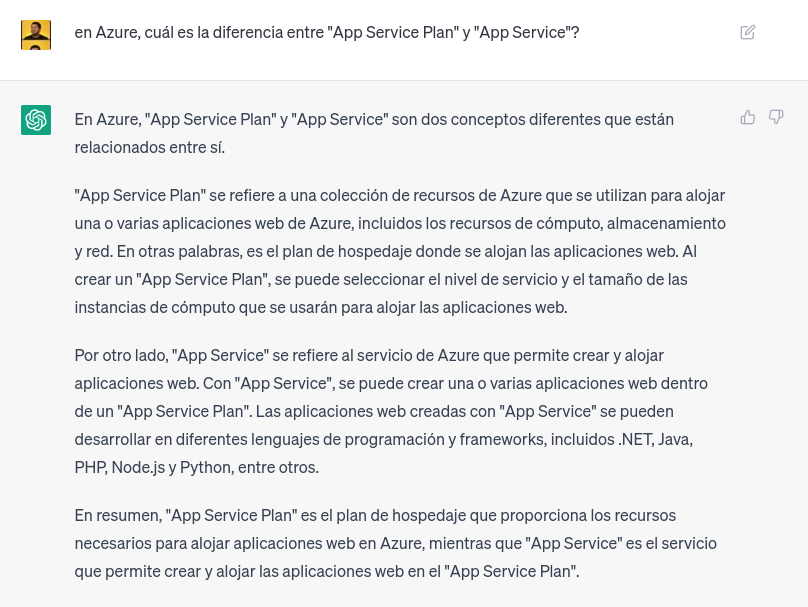 en Azure, cuál es la diferencia entre "App Service Plan" y "App Service"?
En Azure, "App Service Plan" y "App Service" son dos conceptos diferentes que están
relacionados entre sí.
"App Service Plan" se refiere a una colección de recursos de Azure que se utilizan para alojar
una o varias aplicaciones web de Azure, incluidos los recursos de cómputo, almacenamiento
y red. En otras palabras, es el plan de hospedaje donde se alojan las aplicaciones web. Al
crear un "App Service Plan", se puede seleccionar el nivel de servicio y el tamaño de las
instancias de cómputo que se usarán para alojar las aplicaciones web.
Por otro lado, "App Service" se refiere al servicio de Azure que permite crear y alojar
aplicaciones web. Con "App Service", se puede crear una o varias aplicaciones web dentro
de un "App Service Plan". Las aplicaciones web creadas con "App Service" se pueden
desarrollar en diferentes lenguajes de programación y frameworks, incluidos .NET, Java,
PHP, Node.js y Python, entre otros.
En resumen, "App Service Plan" es el plan de hospedaje que proporciona los recursos
necesarios para alojar aplicaciones web en Azure, mientras que "App Service" es el servicio
que permite crear y alojar las aplicaciones web en el "App Service Plan".